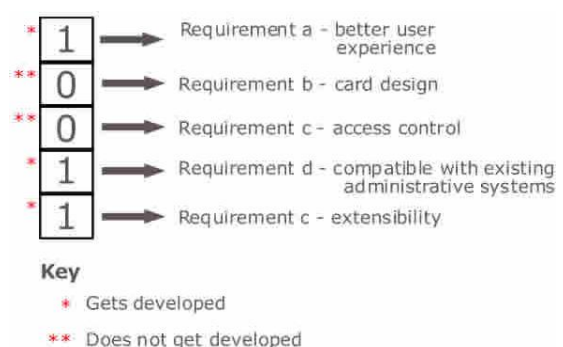 * 1 Requirement a - better user
experience
** 0 Requirement b - card design
** 0 Requirement c - access control
* 1 Requirement d - compatible with existing
administrative systems
* 1 Requirement c - extensibility
Key
* Gets developed
** Does not get developed